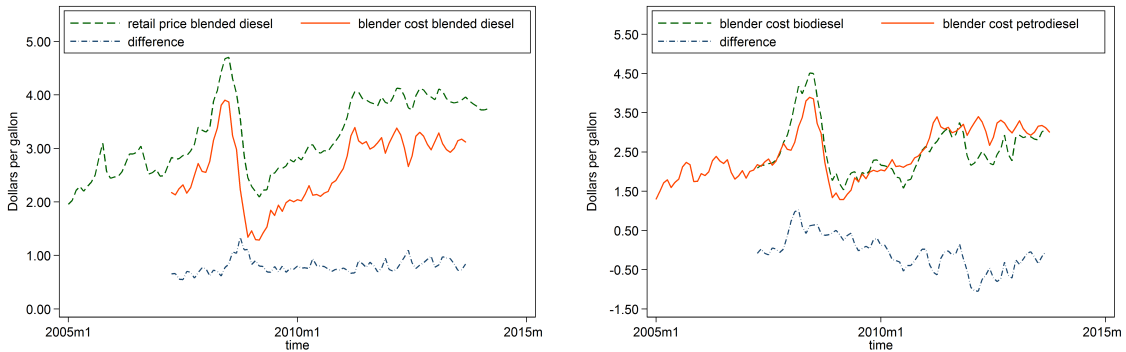 retail price blended diesel
blender cost blended diesel
difference
Dollars per gallon
5.00
4.00
3.00
2.00
1.00
0.00
2005m1
2010m1
2015m
time
blender cost biodiesel
blender cost petrodiesel
difference
Dollars per gallon
5.50
4.50
3.50
2.50
1.50
0.50
-0.50
-1.50
2005m1
2010m1
2015m
time